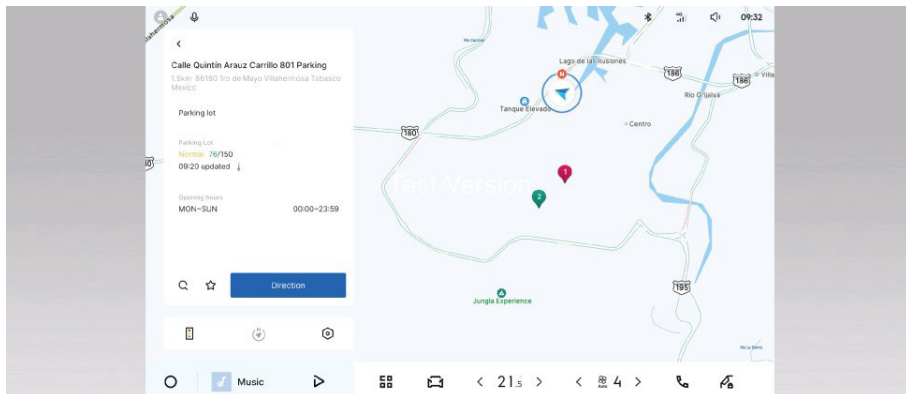 09:32
Calle Quintín Arauz Carrillo 801 Parking
1.9km 86190 1ro de Mayo Villahermosa Tabasco
Mexico
Parking lot
Parking Lot
Normal 76/150
09:20 updated ↓
Opening hours
MON~SUN 00:00~23:59
Direction
Music
21.5
4
Lago de las Ilusiones
N
Tanque Elevado
Centro
Río Grijalva
186
186
180
195
1
2
Test Version
Jungla Experience